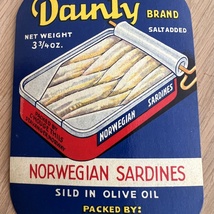 Dainty BRAND
NET WEIGHT
3 3/4 OZ.
SALT ADDED
NORWEGIAN SARDINES
NORWEGIAN SARDINES
SILD IN OLIVE OIL
PACKED BY: